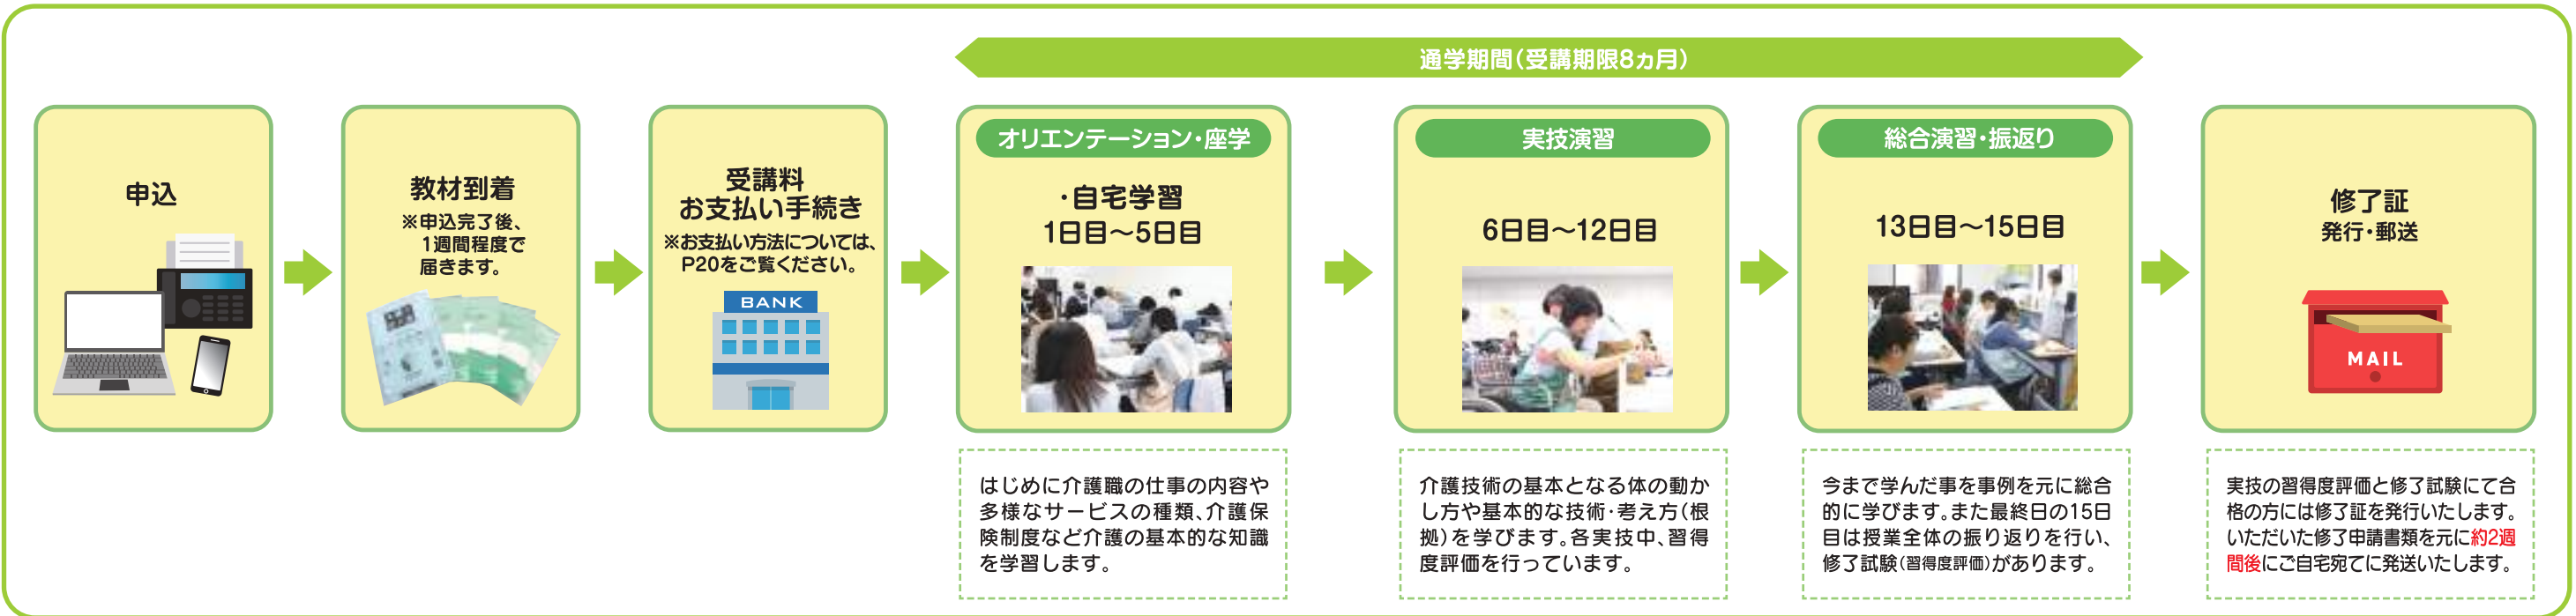 通学期間(受講期限8ヵ月)
申込
教材到着
※申込完了後、
1週間程度で
届きます。
受講料
お支払い手続き
※お支払い方法については、
P20をご覧ください。
BANK
オリエンテーション・座学
・自宅学習
1日目〜5日目
はじめに介護職の仕事の内容や
多様なサービスの種類、介護保
険制度など介護の基本的な知識
を学習します。
実技演習
6日目〜12日目
介護技術の基本となる体の動か
し方や基本的な技術・考え方(根
拠)を学びます。各実技中、習得
度評価を行っています。
総合演習・振返り
13日目〜15日目
今まで学んだ事を事例を元に総合
的に学びます。また最終日の15日
目は授業全体の振り返りを行い、
修了試験(習得度評価)があります。
修了証
発行・郵送
MAIL
実技の習得度評価と修了試験にて合
格の方には修了証を発行いたします。
いただいた修了申請書類を元に約2週
間後にご自宅宛てに発送いたします。